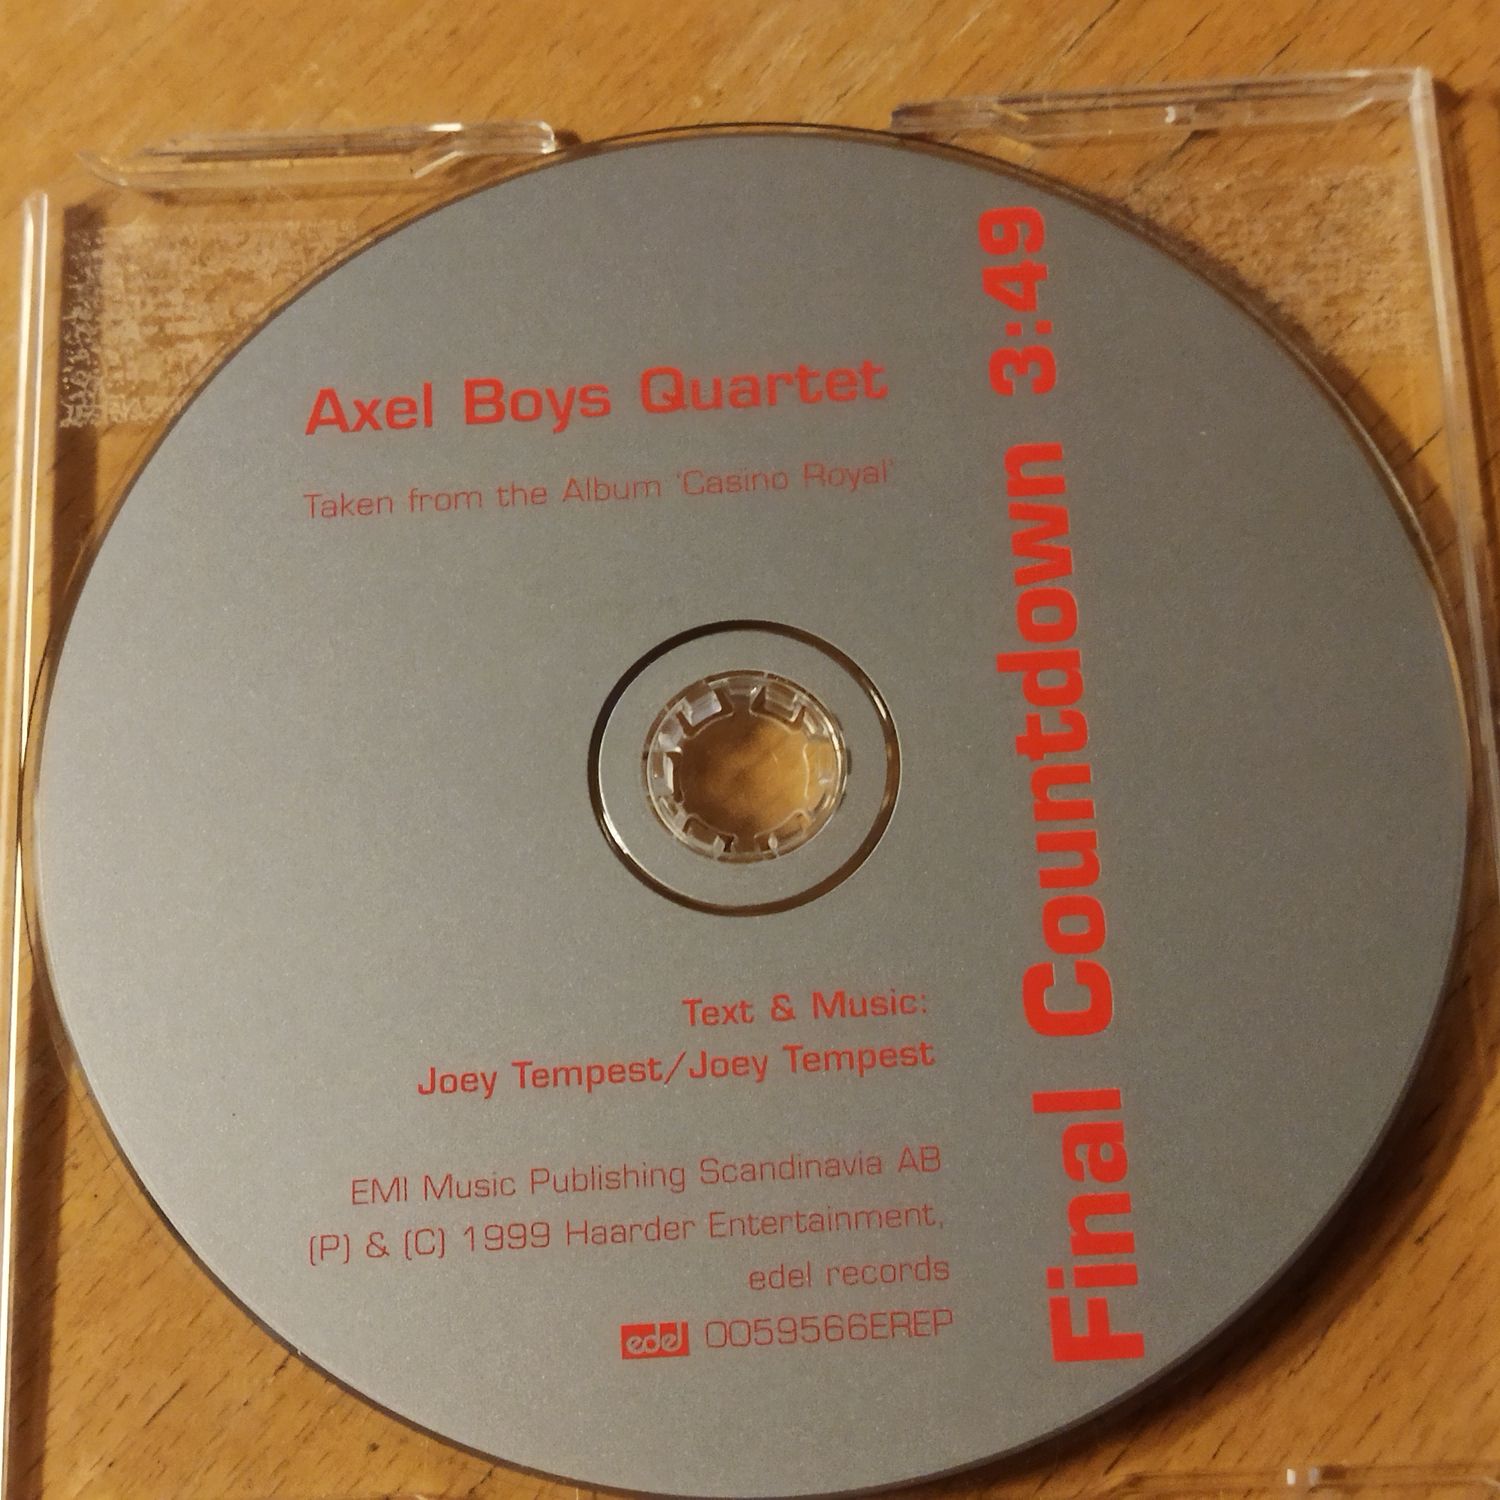 Axel Boys Quartet
Taken from the Album 'Casino Royal'
Final Countdown 3:49
Text & Music:
Joey Tempest/Joey Tempest
EMI Music Publishing Scandinavia AB
(P) & (C) 1999 Haarder Entertainment,
edel records
edel 0059566EREP